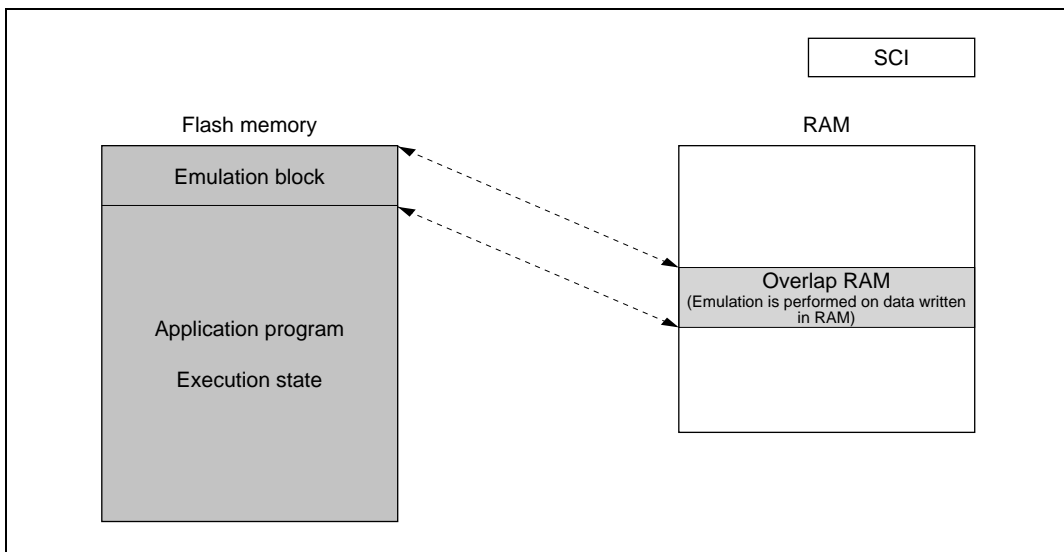 SCI
Flash memory
RAM
Emulation block
Application program
Execution state
Overlap RAM
(Emulation is performed on data written
in RAM)